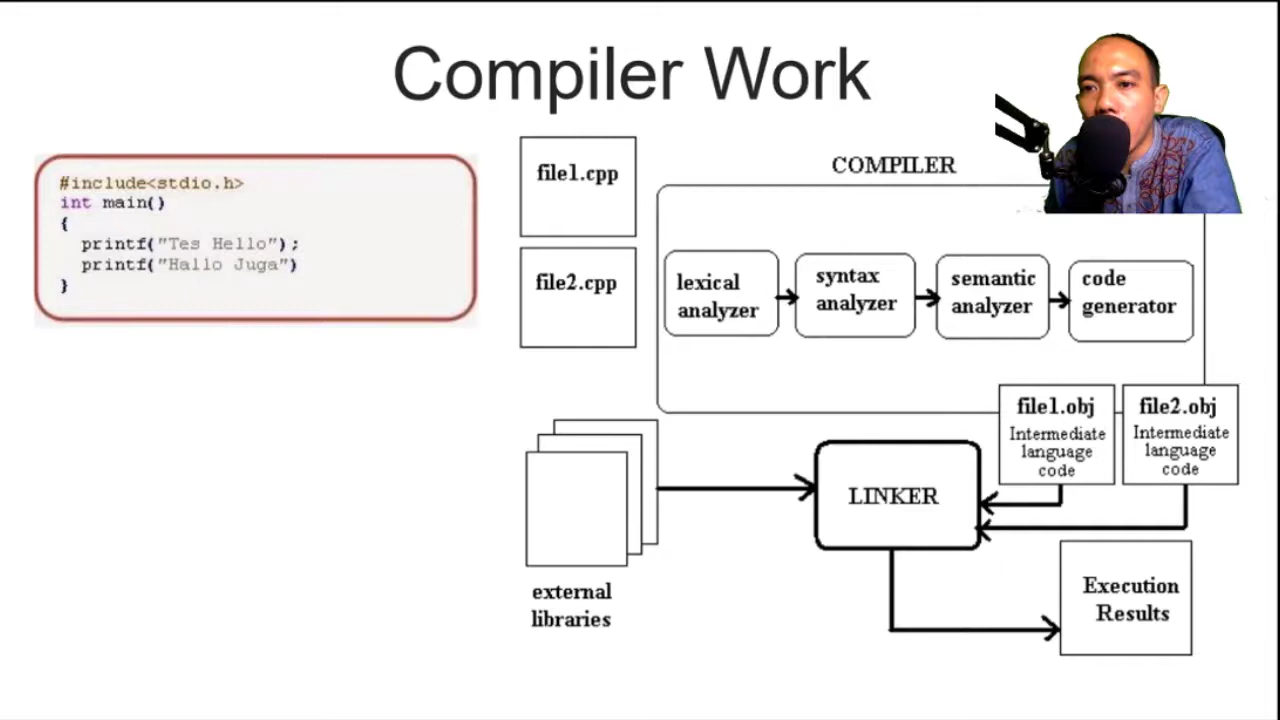 Compiler Work
#include<stdio.h>
int main()
{
printf("Tes Hello");
printf("Hallo Juga")
}
file1.cpp
file2.cpp
COMPILER
lexical
analyzer
syntax
analyzer
semantic
analyzer
code
generator
file1.obj
Intermediate
language
code
file2.obj
Intermediate
language
code
LINKER
external
libraries
Execution
Results